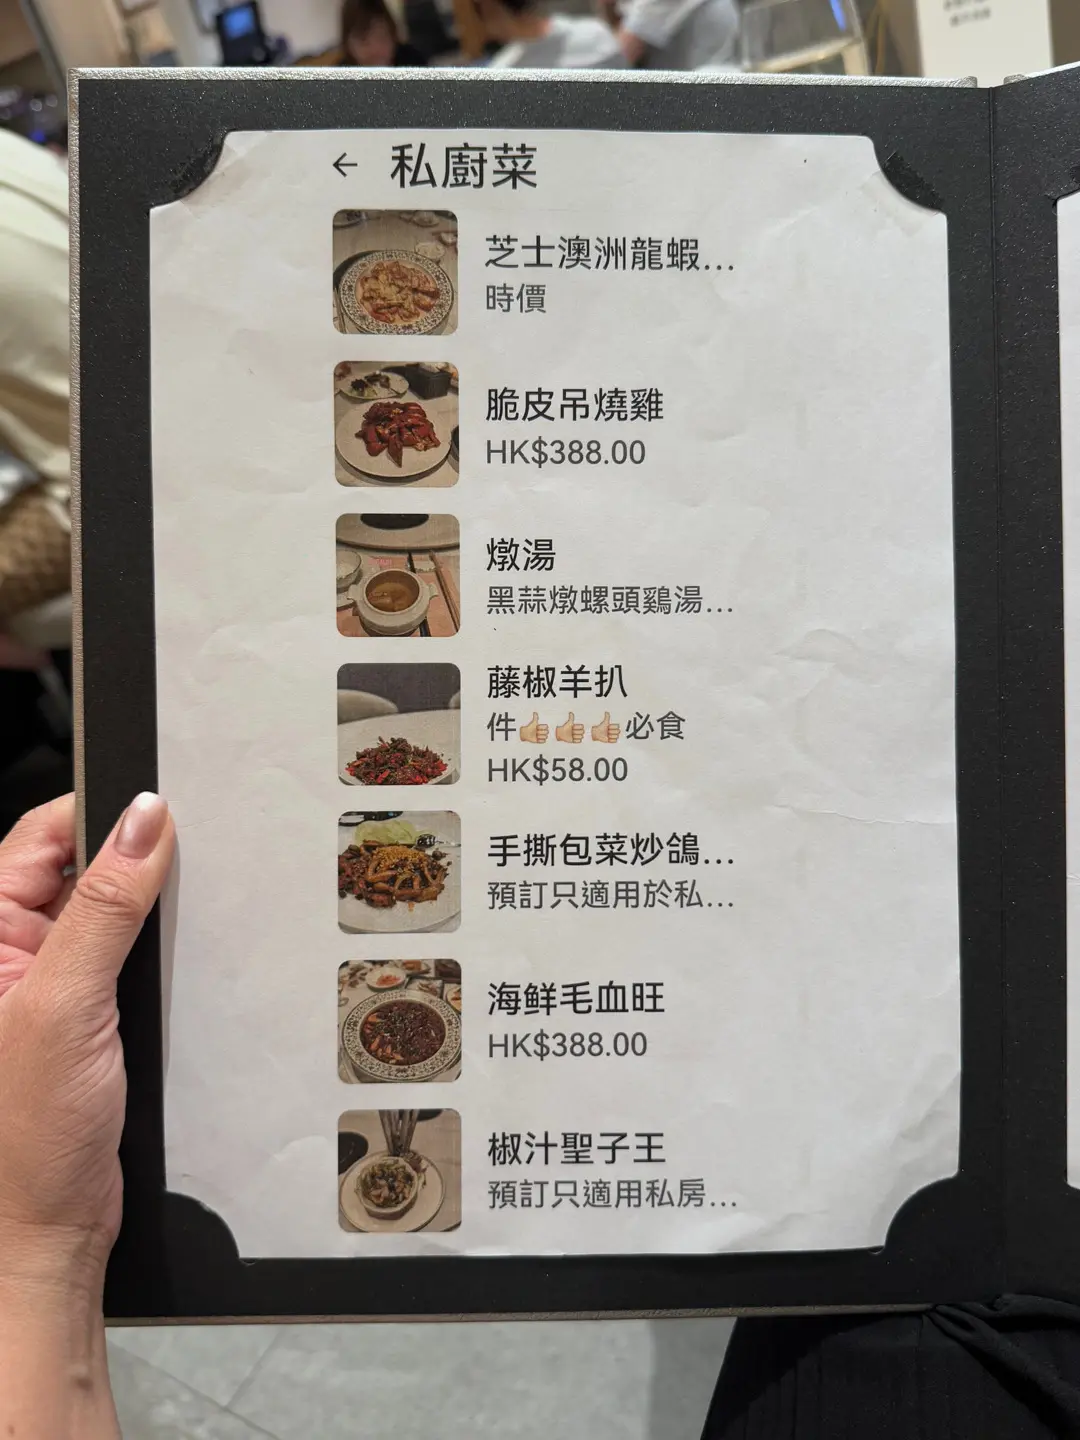 ← 私廚菜
芝士澳洲龍蝦...
時價
脆皮吊燒雞
HK$388.00
燉湯
黑蒜燉螺頭鷄湯...
藤椒羊扒
件👍🏻👍🏻👍🏻必食
HK$58.00
手撕包菜炒鴿...
預訂只適用於私...
海鮮毛血旺
HK$388.00
椒汁聖子王
預訂只適用私房...